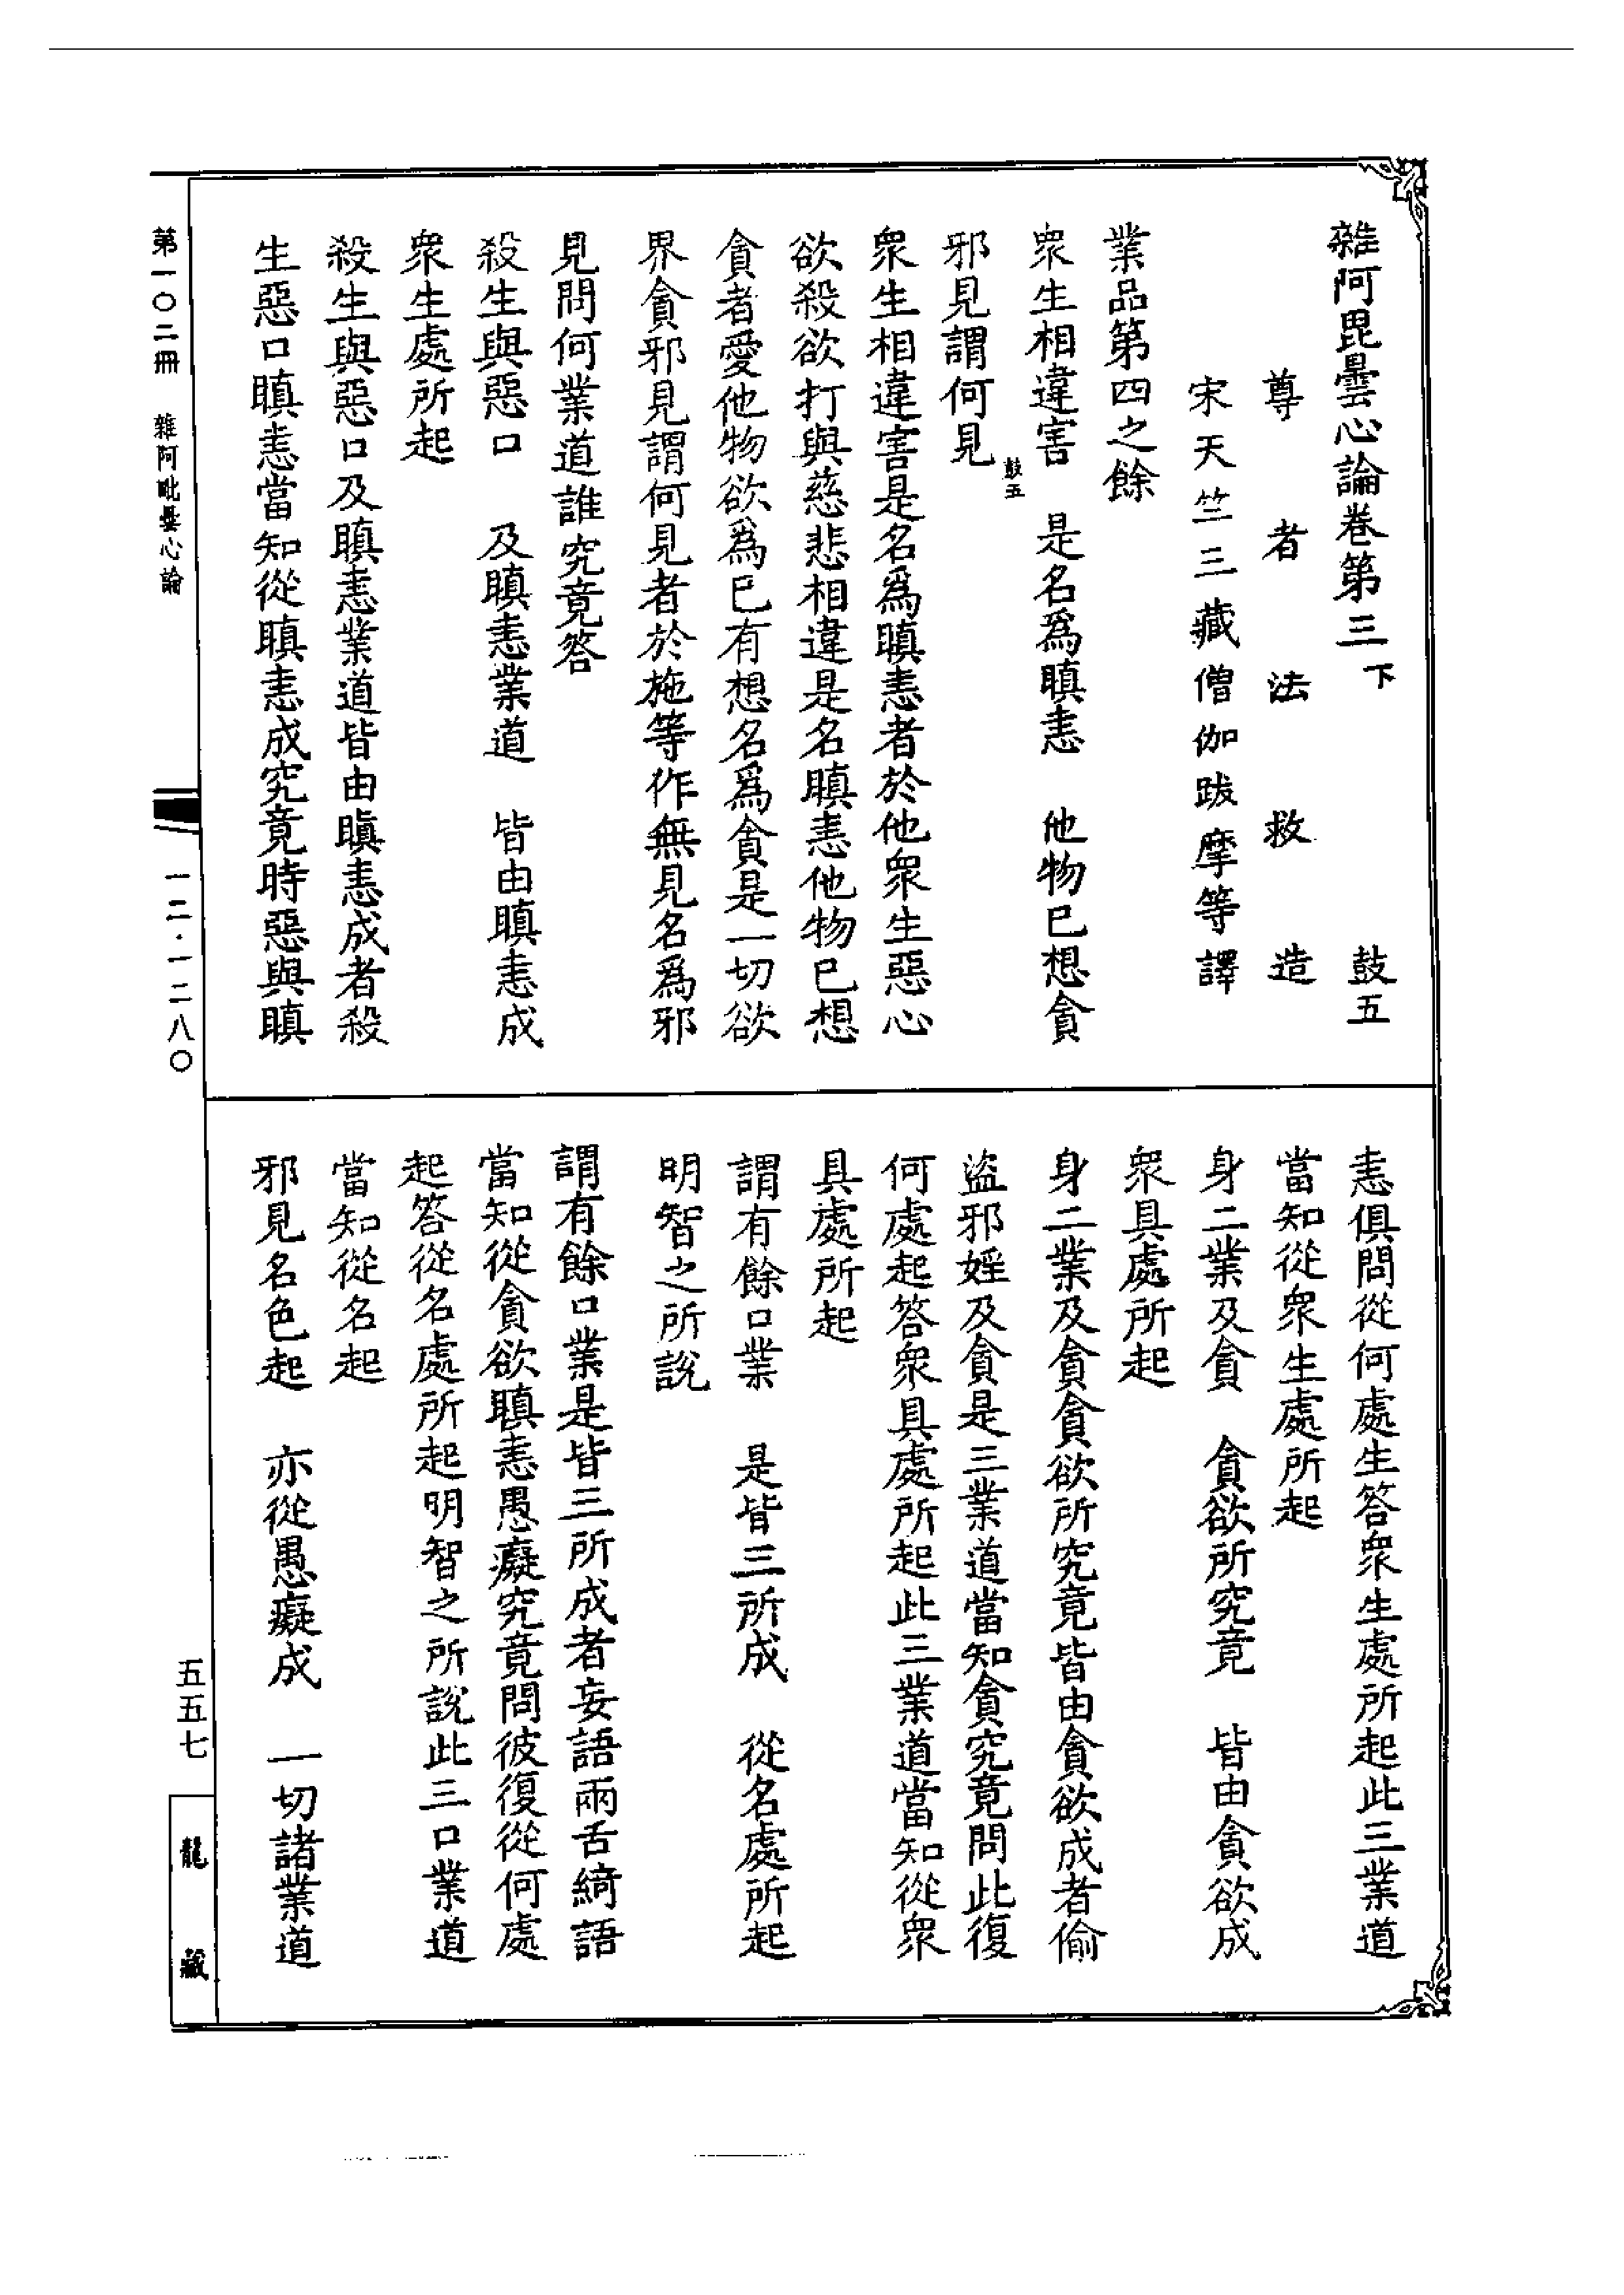 雜阿毘曇心論卷第三下　鼓五
尊者法救造
宋天竺三藏僧伽跋摩等譯
業品第四之餘
眾生相違害　是名為瞋恚　他物已想貪
鼓五
邪見謂何見
眾生相違害是名為瞋恚者於他眾生惡心
欲殺欲打與慈悲相違是名瞋恚他物已想
貪者愛他物欲為已有想名為貪是一切欲
界貪邪見謂何見者於施等作無見名為邪
見問何業道誰究竟答
殺生與惡口　及瞋恚業道　皆由瞋恚成
眾生處所起
殺生與惡口及瞋恚業道皆由瞋恚成者殺
生惡口瞋恚當知從瞋恚成究竟時惡與瞋
恚俱問從何處生答眾生處所起此三業道
當知從眾生處所起
身二業及貪　貪欲所究竟　皆由貪欲成
眾具處所起
身二業及貪貪欲所究竟皆由貪欲成者偷
盜邪婬及貪是三業道當知貪究竟問此復
何處起答眾具處所起此三業道當知從眾
具處所起
謂有餘口業　是皆三所成　從名處所起
明智之所說
謂有餘口業是皆三所成者妄語兩舌綺語
當知從貪欲瞋恚愚癡究竟問彼復從何處
起答從名處所起明智之所說此三口業道
當知從名起
邪見名色起　亦從愚癡成　一切諸業道
第一〇二冊　雜阿毗曇心論
一二·一二八〇
五五七
龍藏